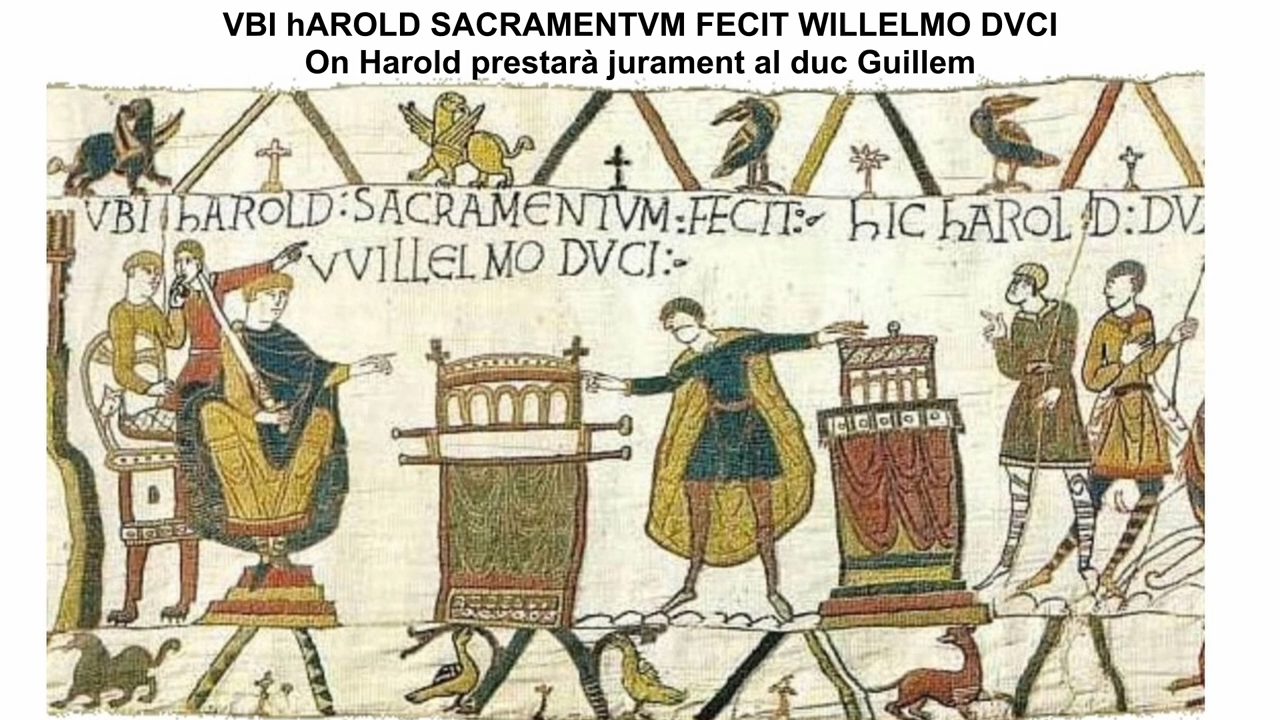 VBI hAROLD SACRAMENTVM FECIT WILLELMO DVCI
On Harold prestarà jurament al duc Guillem
VBI hAROLD:SACRAMENTVM:FECIT: hIC hAROLD:DV
VVILLELMO DVCI: